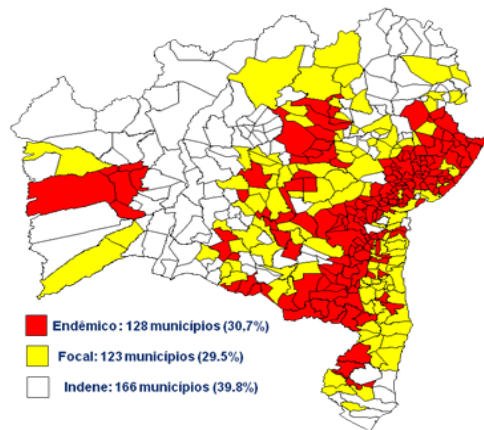 Endêmico: 128 municípios (30,7%)
Focal: 123 municípios (29.5%)
Indene: 166 municípios (39.8%)